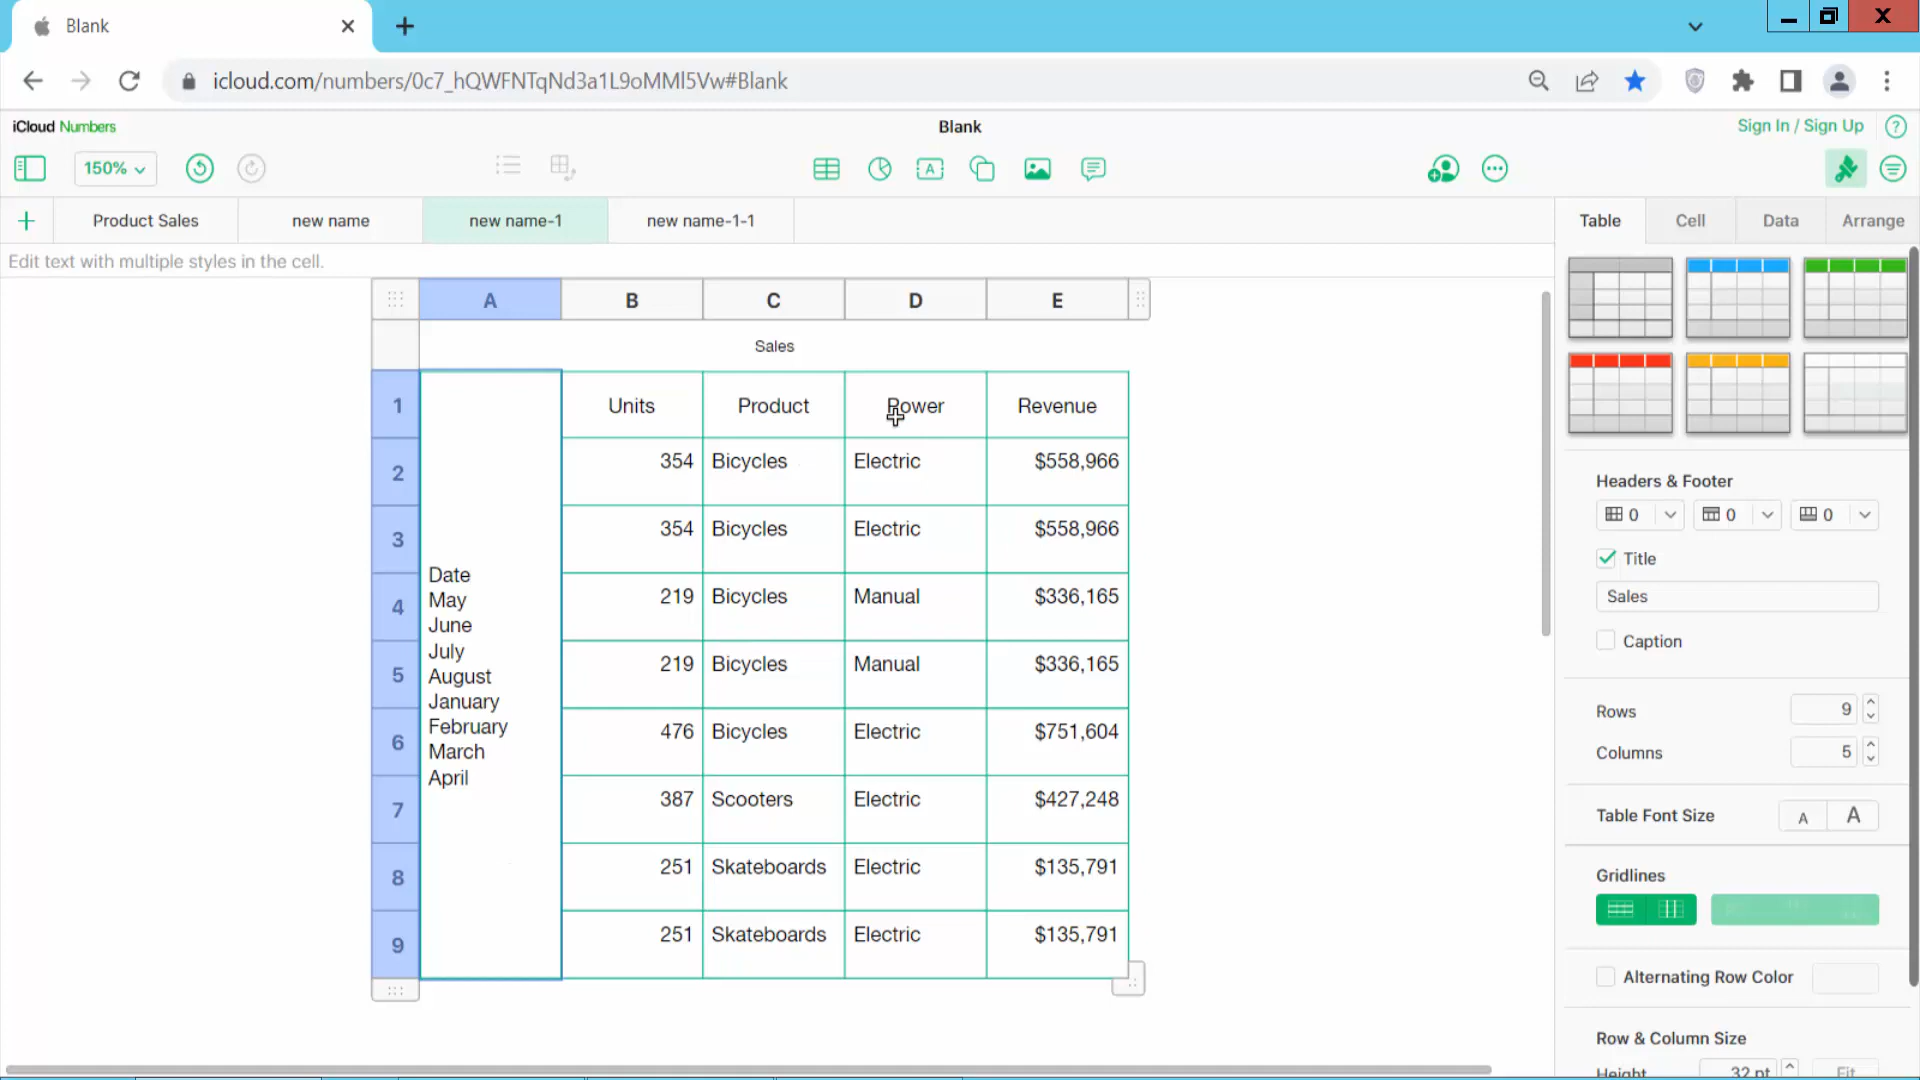 Blank
icloud.com/numbers/0c7_hQWFNTqNd3a1L9oMMl5Vw#Blank
iCloud Numbers
Blank
Sign In / Sign Up
150%
Product Sales
new name
new name-1
new name-1-1
Table
Cell
Data
Arrange
Edit text with multiple styles in the cell.
A B C D E
Sales
1 Units Product Power Revenue
2 354 Bicycles Electric $558,966
3 354 Bicycles Electric $558,966
4 219 Bicycles Manual $336,165
5 219 Bicycles Manual $336,165
6 476 Bicycles Electric $751,604
7 387 Scooters Electric $427,248
8 251 Skateboards Electric $135,791
9 251 Skateboards Electric $135,791
Date
May
June
July
August
January
February
March
April
Headers & Footer
0 0 0
Title
Sales
Caption
Rows 9
Columns 5
Table Font Size A A
Gridlines
Alternating Row Color
Row & Column Size
Height 32 pt Fit